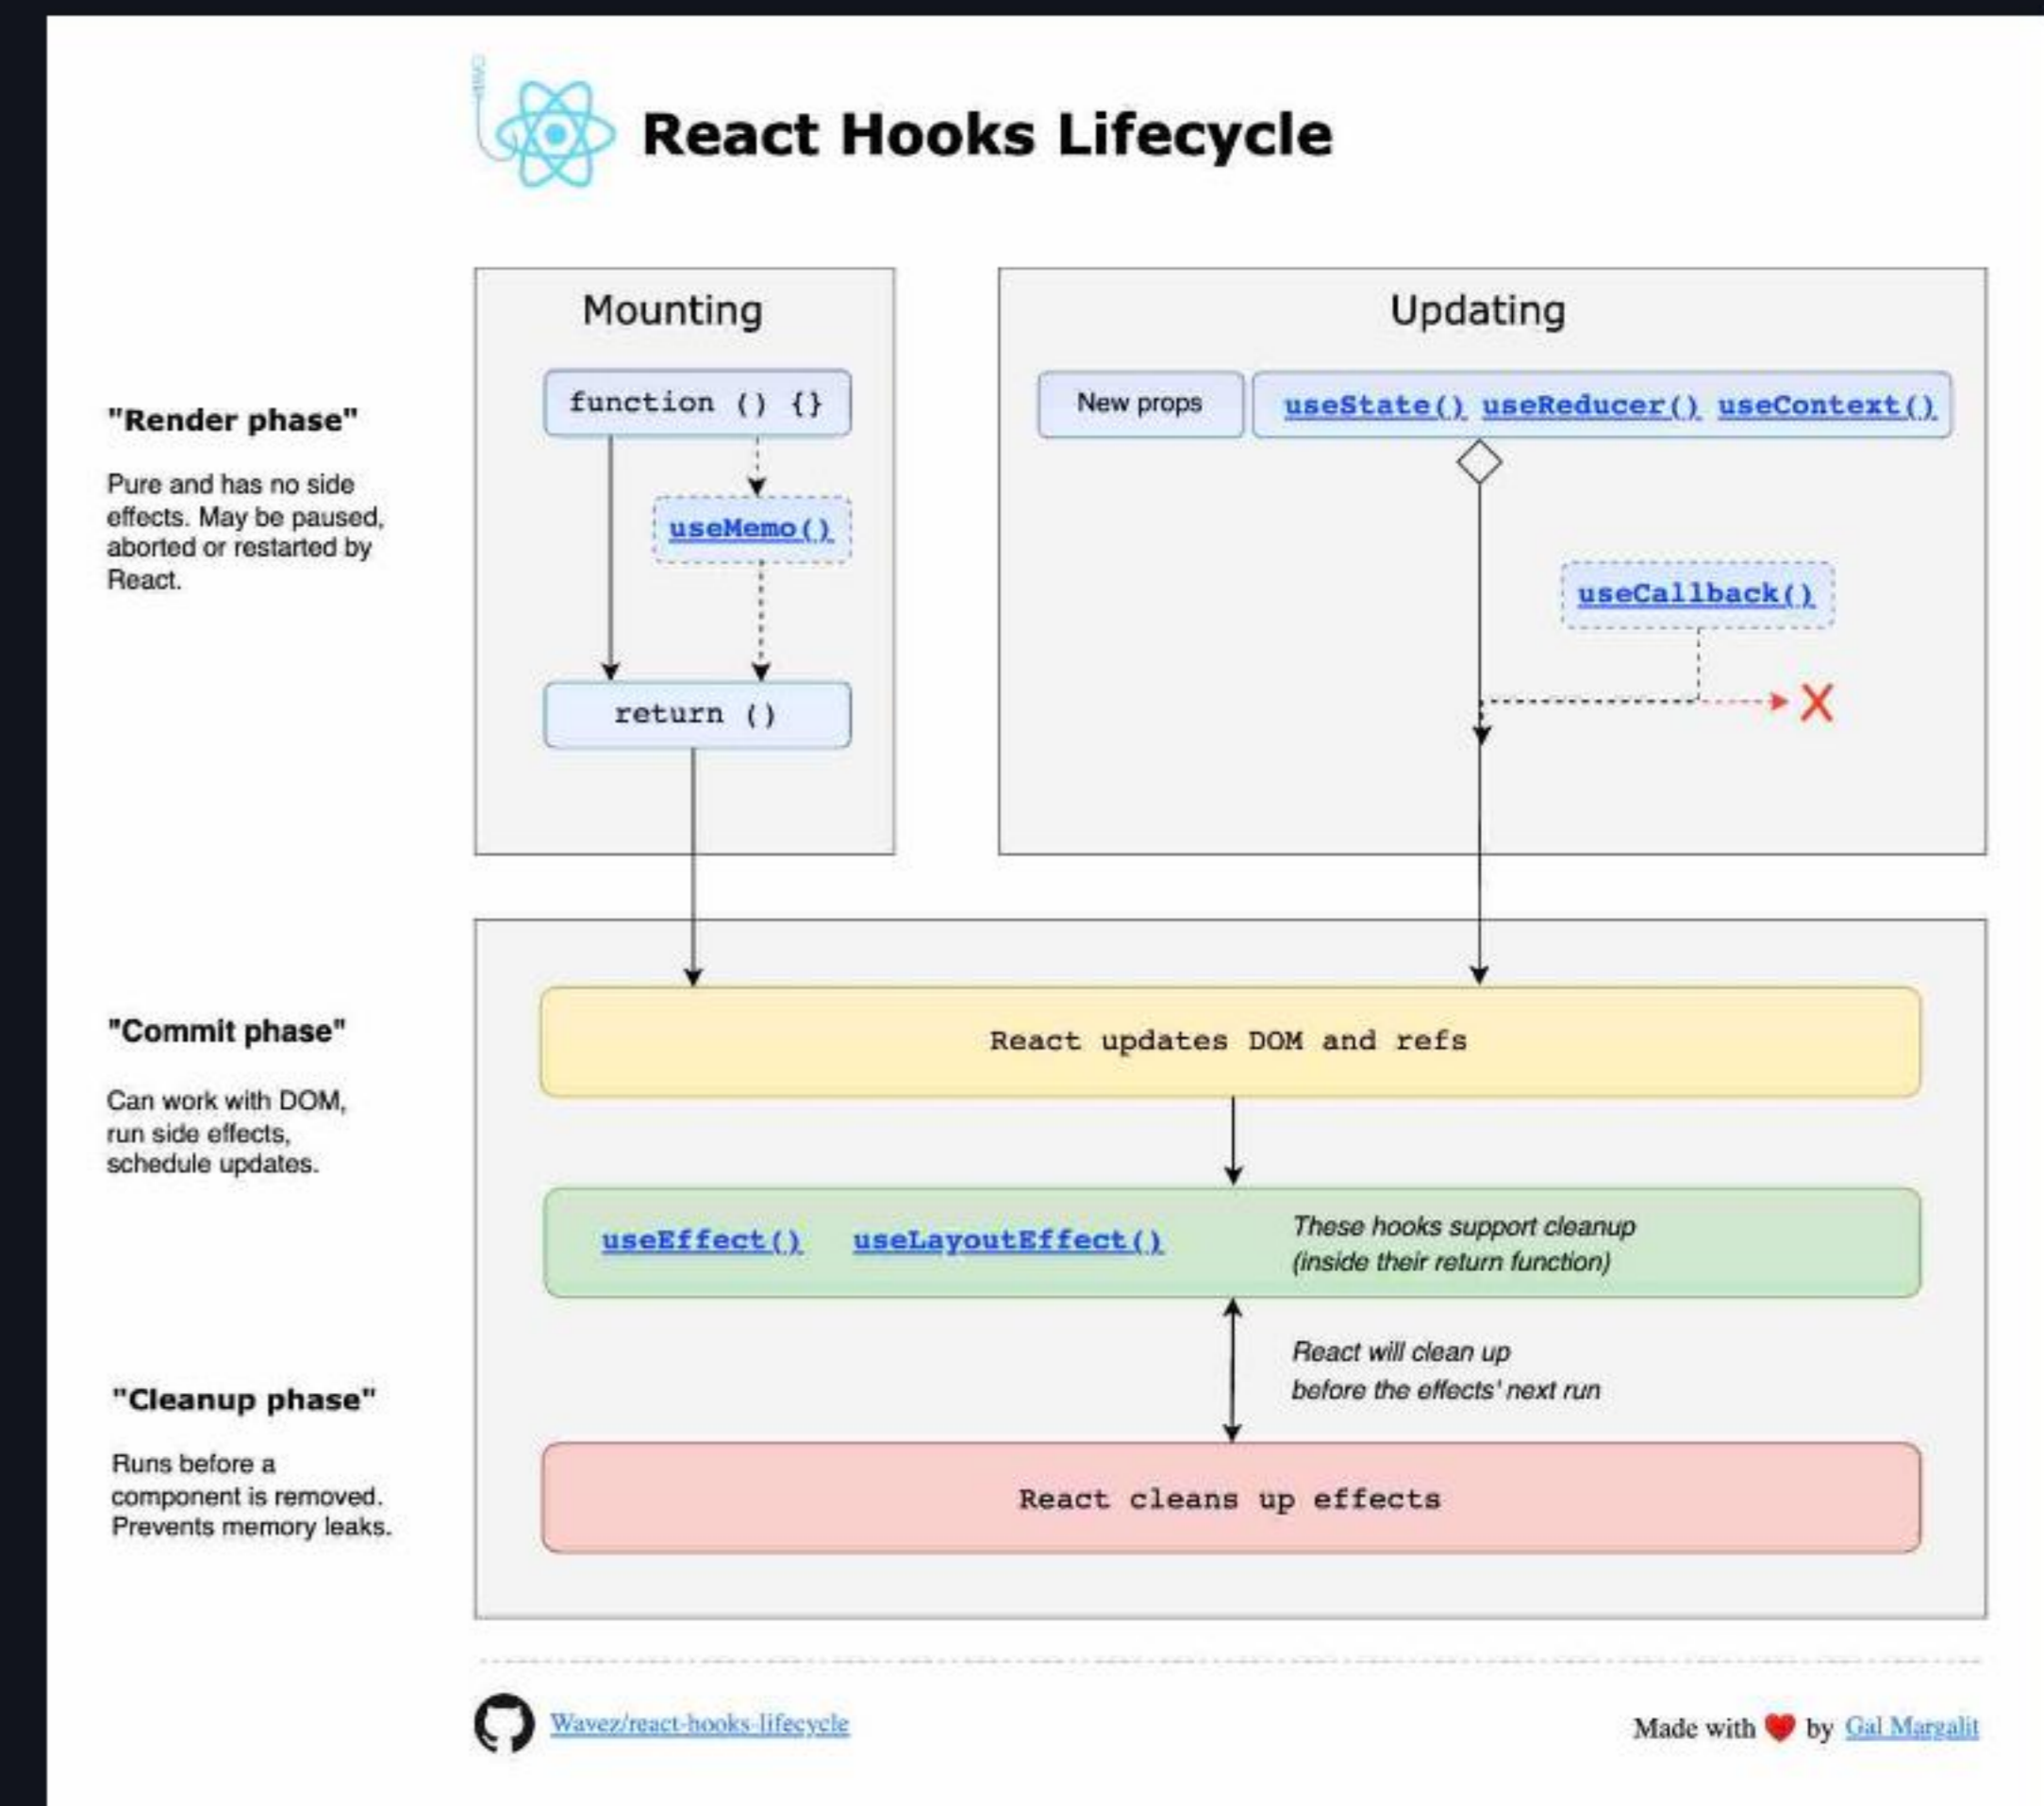 React Hooks Lifecycle
Mounting
function () {}
useMemo()
return ()
Updating
New props
useState() useReducer() useContext()
useCallback()
X
"Render phase"
Pure and has no side
effects. May be paused,
aborted or restarted by
React.
"Commit phase"
Can work with DOM,
run side effects,
schedule updates.
React updates DOM and refs
useEffect() useLayoutEffect()
These hooks support cleanup
(inside their return function)
React will clean up
before the effects' next run
"Cleanup phase"
Runs before a
component is removed.
Prevents memory leaks.
React cleans up effects
Wavez/react-hooks-lifecycle
Made with ❤ by Gal Margalit